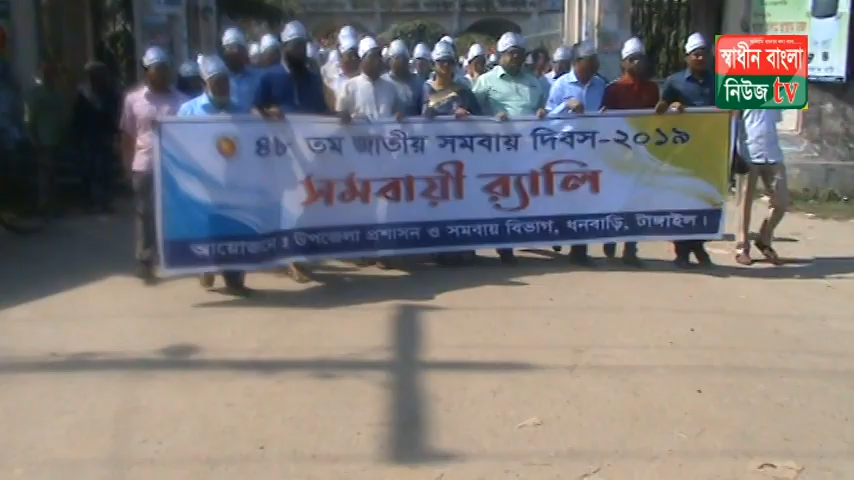 স্বাধীন বাংলা
নিউজ tv
৪৮ তম জাতীয় সমবায় দিবস-২০১৯
সমবায়ী র‍্যালি
আয়োজনে ঃ উপজেলা প্রশাসন ও সমবায় বিভাগ, ধনবাড়ি, টাঙ্গাইল।